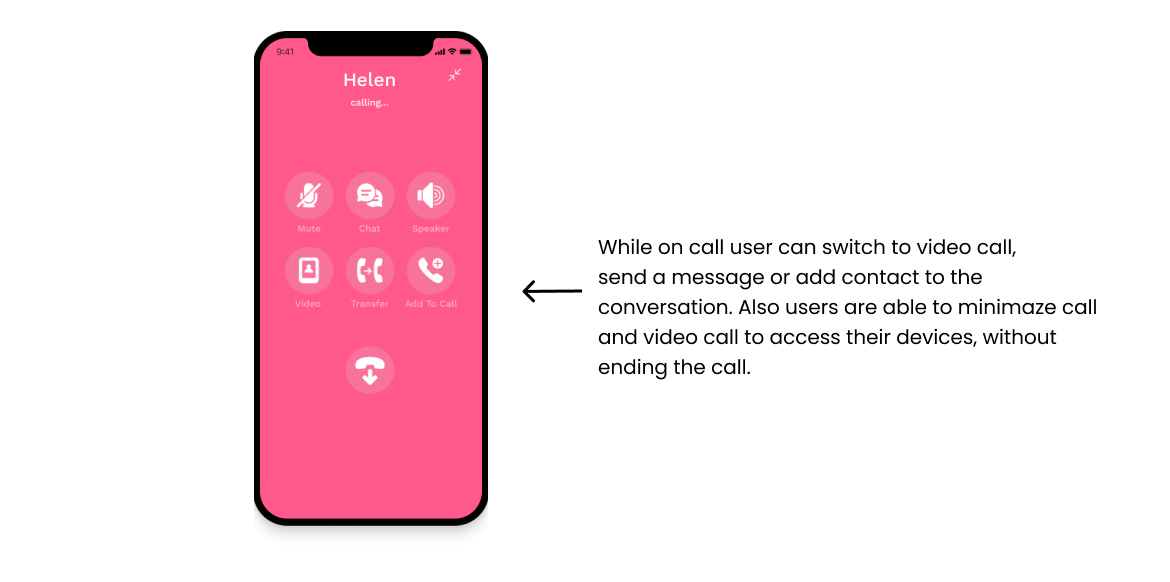 9:41
Helen
calling...
Mute Chat Speaker
Video Transfer Add To Call
While on call user can switch to video call,
send a message or add contact to the
conversation. Also users are able to minimaze call
and video call to access their devices, without
ending the call.